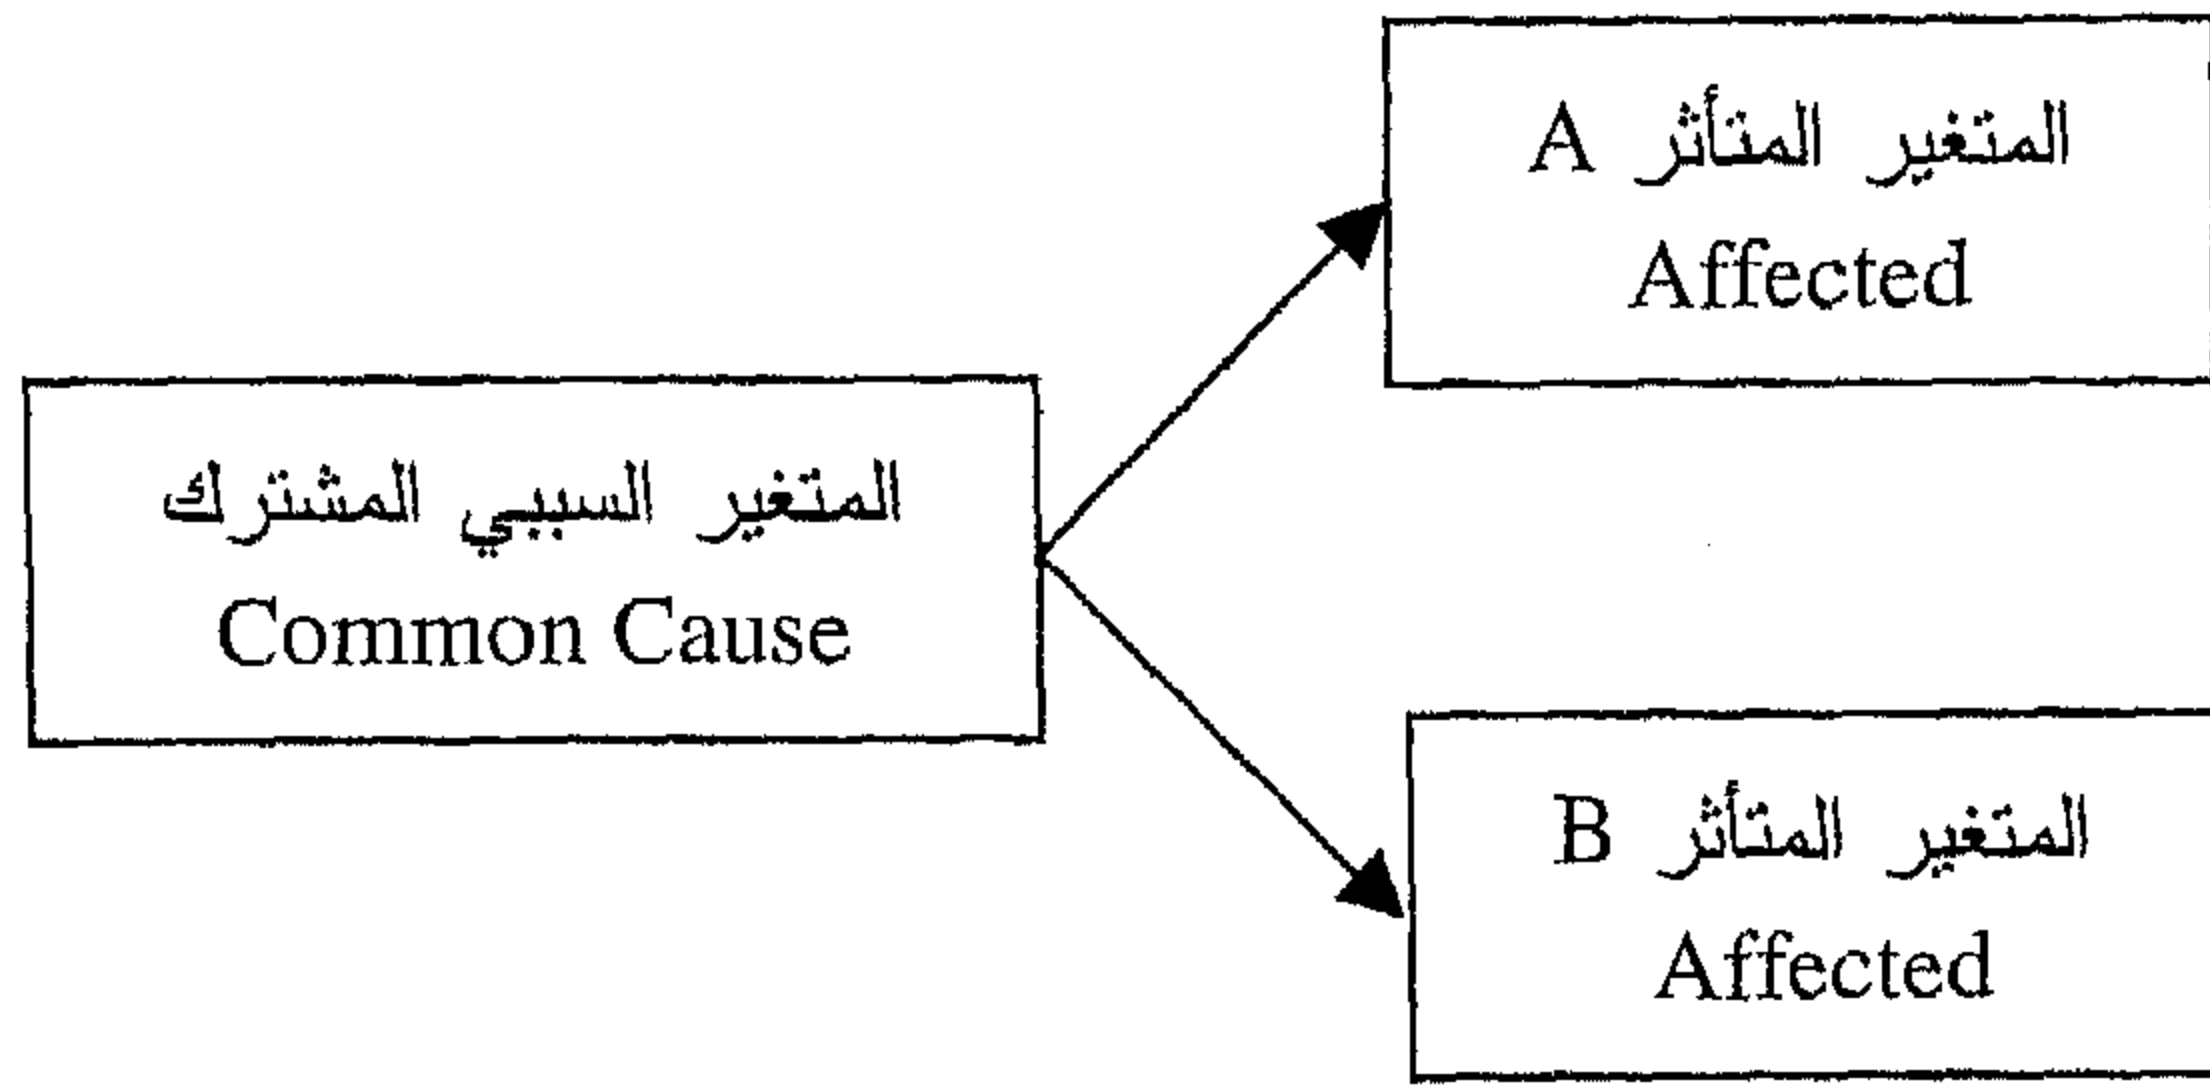 المتغير المتأثر A
Affected
المتغير السببي المشترك
Common Cause
المتغير المتأثر B
Affected